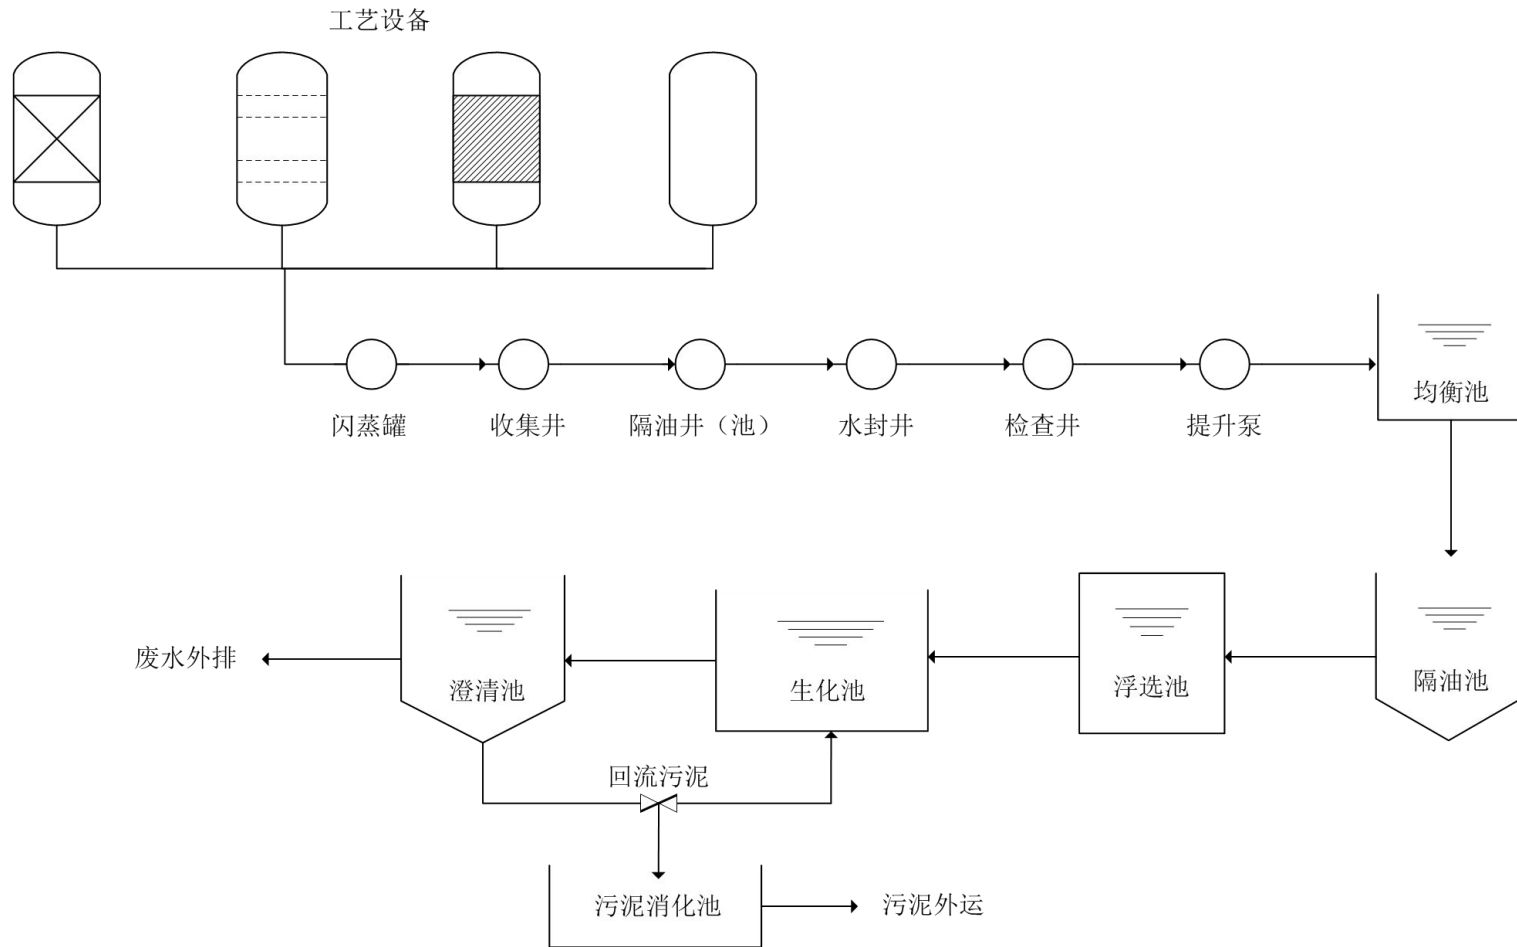 工艺设备
闪蒸罐
收集井
隔油井（池）
水封井
检查井
提升泵
均衡池
隔油池
浮选池
生化池
澄清池
废水外排
回流污泥
污泥消化池
污泥外运